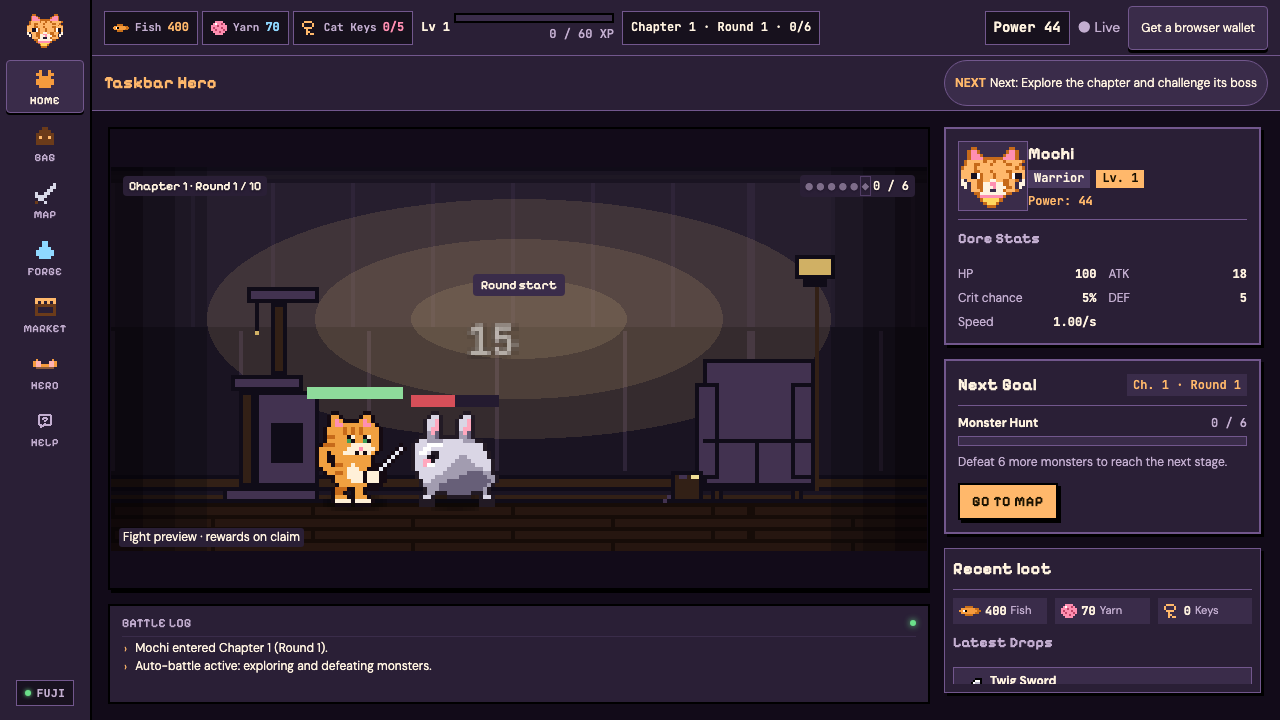 Fish 400
Yarn 70
Cat Keys 0/5
Lv 1
0 / 60 XP
Chapter 1 · Round 1 · 0/6
Power 44
Live
Get a browser wallet
Taskbar Hero
NEXT Next: Explore the chapter and challenge its boss
HOME
BAG
MAP
FORGE
MARKET
HERO
HELP
FUJI
Chapter 1 · Round 1 / 10
0 / 6
Round start
15
Fight preview · rewards on claim
BATTLE LOG
› Mochi entered Chapter 1 (Round 1).
› Auto-battle active: exploring and defeating monsters.
Mochi
Warrior Lv. 1
Power: 44
Core Stats
HP 100 ATK 18
Crit chance 5% DEF 5
Speed 1.00/s
Next Goal Ch. 1 · Round 1
Monster Hunt 0 / 6
Defeat 6 more monsters to reach the next stage.
GO TO MAP
Recent loot
400 Fish 70 Yarn 0 Keys
Latest Drops
Twig Sword